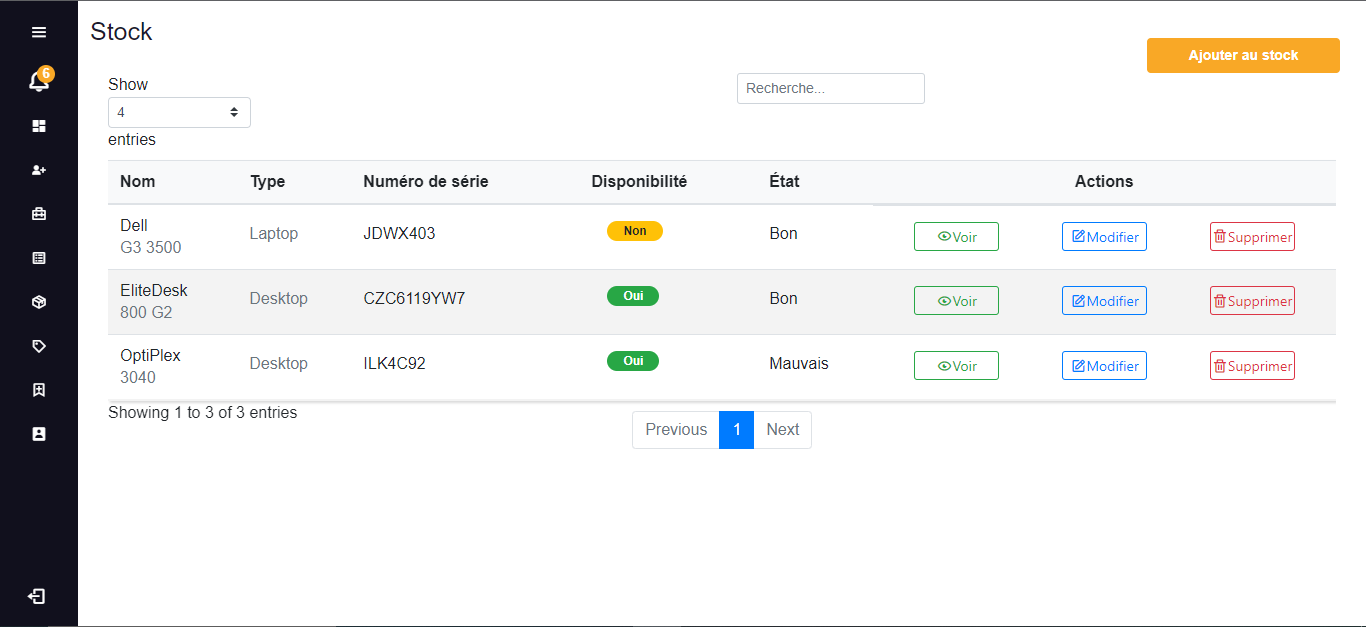 Stock
6
Ajouter au stock
Show
4
entries
Recherche...
Nom Type Numéro de série Disponibilité État Actions
Dell
G3 3500
Laptop JDWX403 Non Bon Voir Modifier Supprimer
EliteDesk
800 G2
Desktop CZC6119YW7 Oui Bon Voir Modifier Supprimer
OptiPlex
3040
Desktop ILK4C92 Oui Mauvais Voir Modifier Supprimer
Showing 1 to 3 of 3 entries
Previous 1 Next